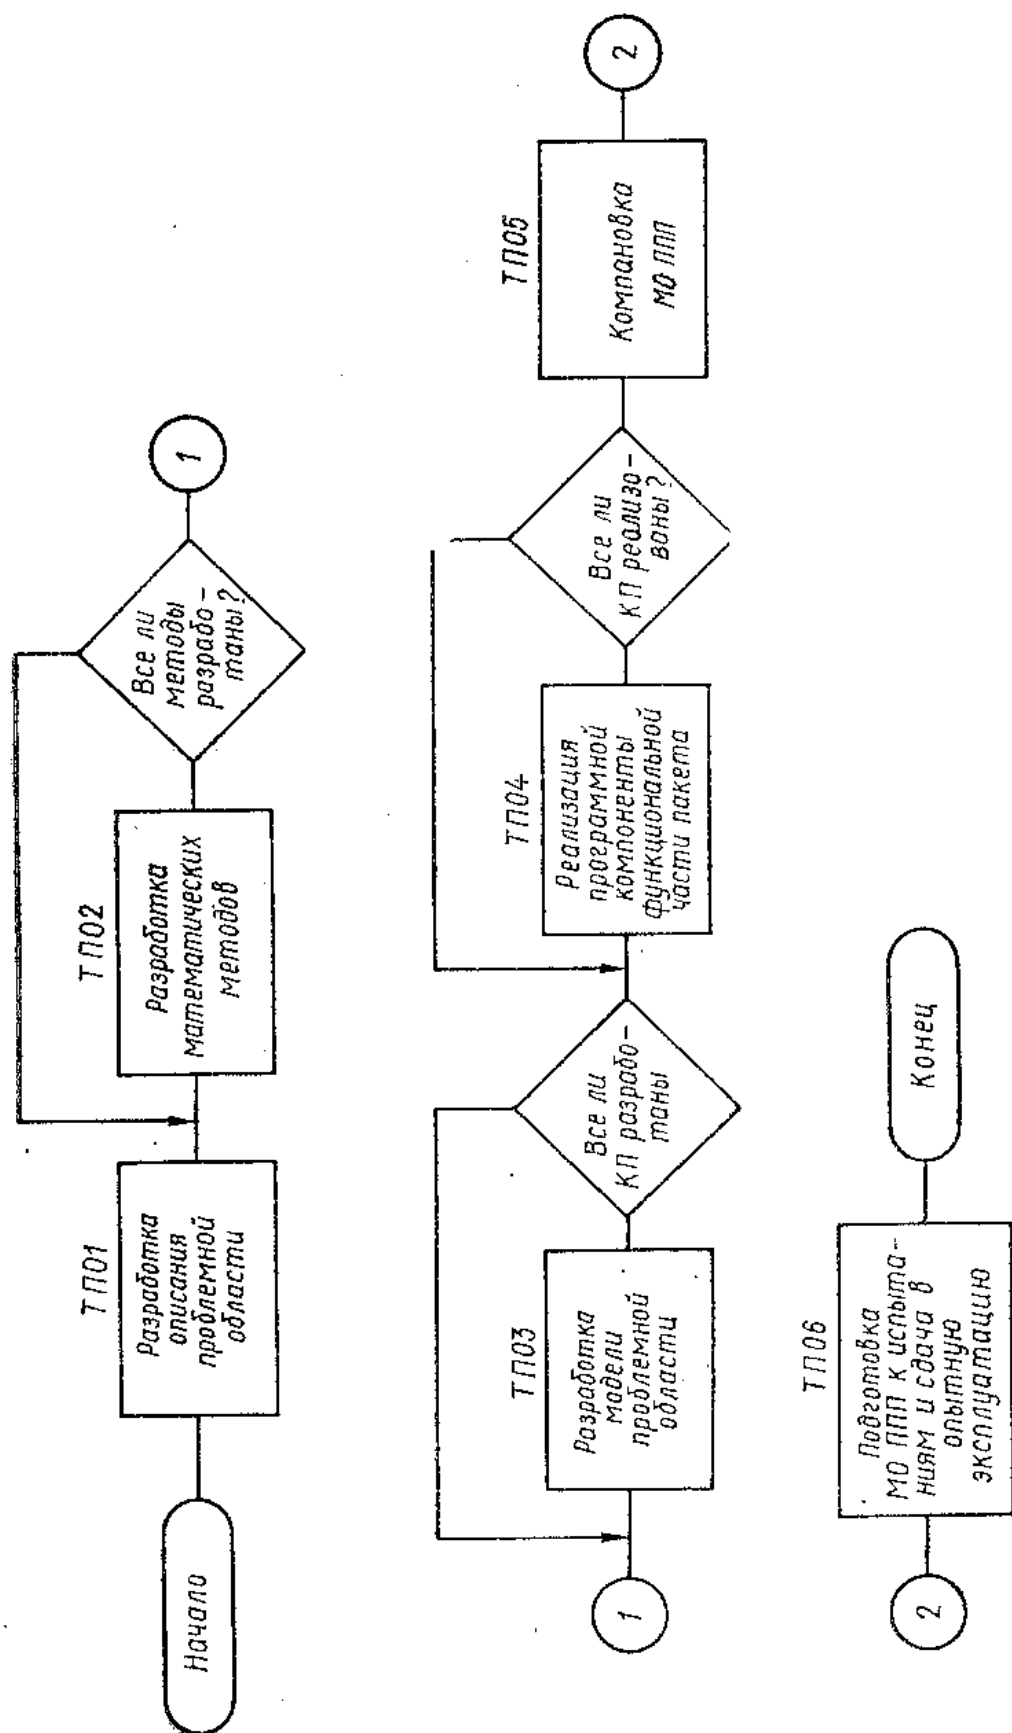 Начало
ТП01
Разработка
описания
проблемной
области
ТП02
Разработка
математических
методов
Все ли
методы
разрабо-
таны?
1
1
ТП03
Разработка
модели
проблемной
области
Все ли
КП разрабо-
таны
ТП04
Реализация
программной
компоненты
функциональной
части пакета
Все ли
КП реализо-
ваны?
ТП05
Компановка
МО ППП
2
2
ТП06
Подготовка
МО ППП к испыта-
ниям и сдача в
опытную
эксплуатацию
Конец